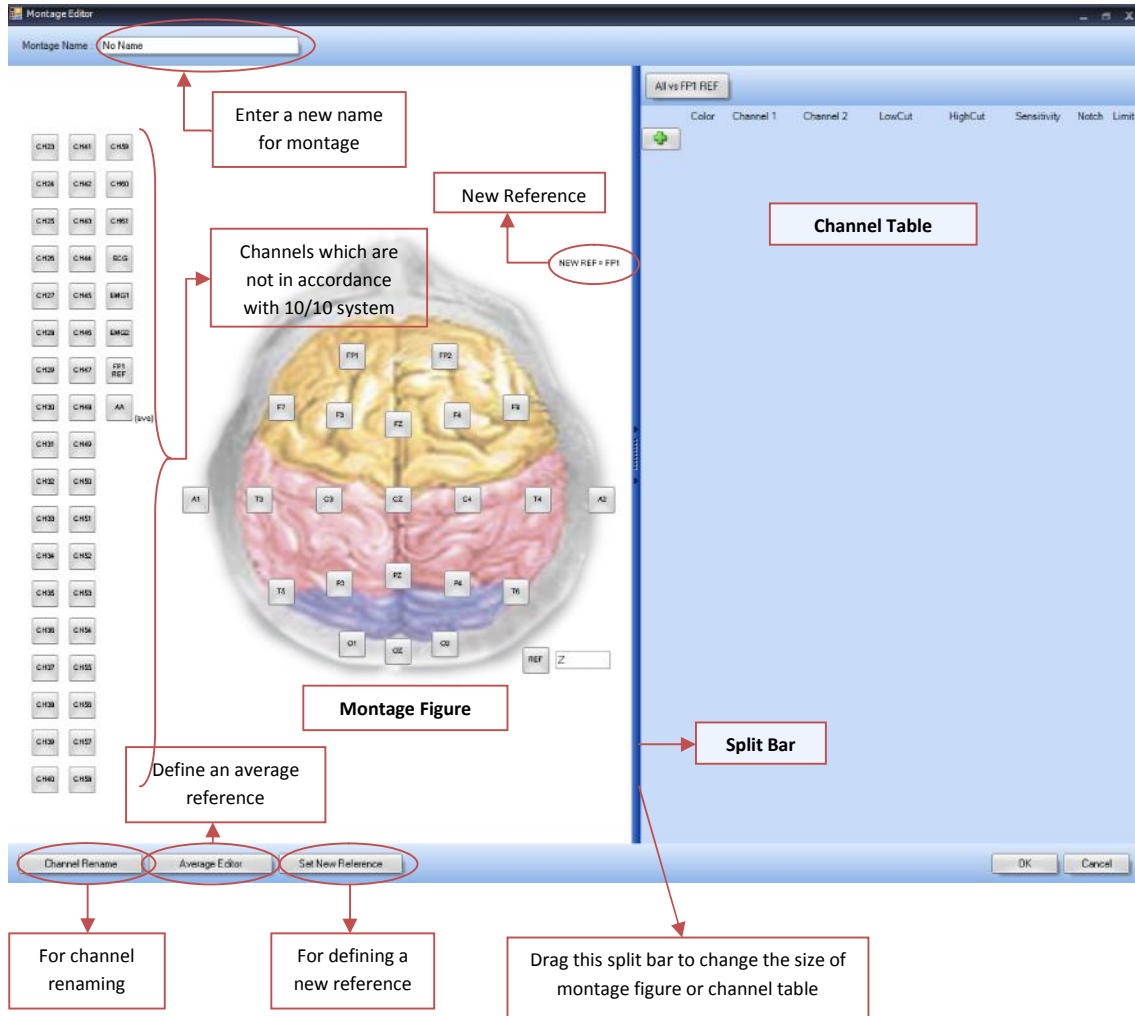 Montage Editor
Montage Name : No Name
All vs FP1 REF
Color Channel 1 Channel 2 LowCut HighCut Sensitivity Notch Limit
Enter a new name
for montage
CH23 CH41 CH59
CH24 CH42 CH60
CH25 CH43
CH26 CH44 ECG
CH27 CH45 EMG1
CH28 CH46 EMG2
CH29 CH47 FP1 REF
CH30 CH48 AA (ave)
CH31 CH49
CH32 CH50
CH33 CH51
CH34 CH52
CH35 CH53
CH36 CH54
CH37 CH55
CH38 CH56
CH39 CH57
CH40 CH58
New Reference
NEW REF = FP1
Channels which are
not in accordance
with 10/10 system
Channel Table
FP1 FP2
F7 F3 FZ F4 F8
A1 T3 C3 CZ C4 T4 A2
T5 P3 PZ P4 T6
O1 OZ O2
REF Z
Montage Figure
Split Bar
Define an average
reference
Channel Rename Average Editor Set New Reference OK Cancel
For channel
renaming
For defining a
new reference
Drag this split bar to change the size of
montage figure or channel table